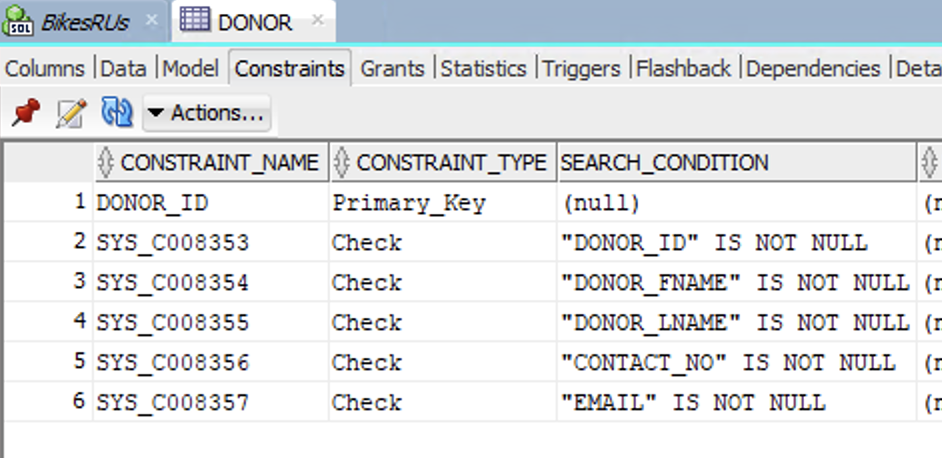 SQL BikesRUs × DONOR ×
Columns | Data | Model | Constraints | Grants | Statistics | Triggers | Flashback | Dependencies | Deta
Actions...
CONSTRAINT_NAME CONSTRAINT_TYPE SEARCH_CONDITION
1 DONOR_ID Primary_Key (null) (n
2 SYS_C008353 Check "DONOR_ID" IS NOT NULL (n
3 SYS_C008354 Check "DONOR_FNAME" IS NOT NULL (n
4 SYS_C008355 Check "DONOR_LNAME" IS NOT NULL (n
5 SYS_C008356 Check "CONTACT_NO" IS NOT NULL (n
6 SYS_C008357 Check "EMAIL" IS NOT NULL (n